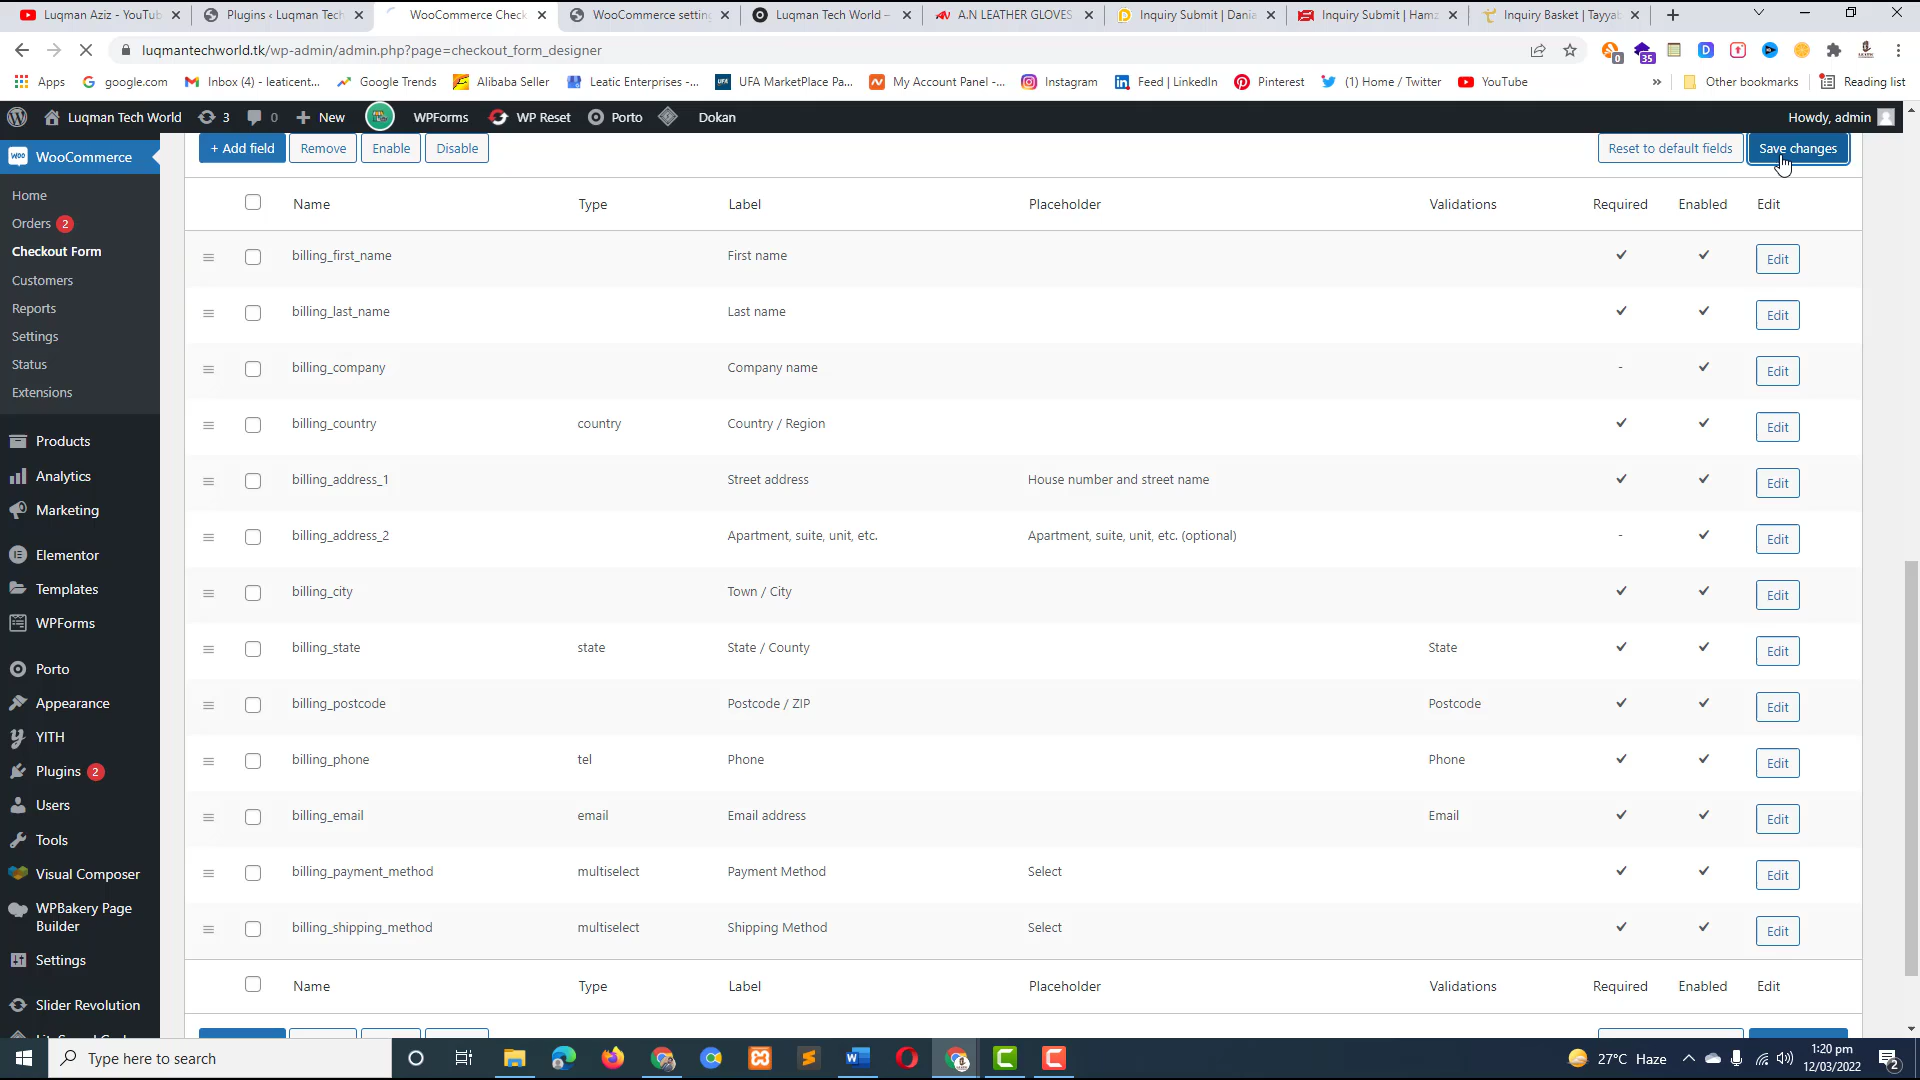 Luqman Aziz - YouTub
Plugins ‹ Luqman Tech
WooCommerce Check
WooCommerce setting
Luqman Tech World –
A.N LEATHER GLOVES
Inquiry Submit | Dania
Inquiry Submit | Hamz
Inquiry Basket | Tayyab
luqmantechworld.tk/wp-admin/admin.php?page=checkout_form_designer
0
35
Apps
google.com
Inbox (4) - leaticent...
Google Trends
Alibaba Seller
Leatic Enterprises -...
UFA MarketPlace Pa...
My Account Panel -...
Instagram
Feed | LinkedIn
Pinterest
(1) Home / Twitter
YouTube
»
Other bookmarks
Reading list
Luqman Tech World
3
0
New
WPForms
WP Reset
Porto
Dokan
Howdy, admin
WooCommerce
Home
Orders 2
Checkout Form
Customers
Reports
Settings
Status
Extensions
Products
Analytics
Marketing
Elementor
Templates
WPForms
Porto
Appearance
YITH
Plugins 2
Users
Tools
Visual Composer
WPBakery Page
Builder
Settings
Slider Revolution
+ Add field Remove Enable Disable Reset to default fields Save changes
Name Type Label Placeholder Validations Required Enabled Edit
billing_first_name First name ✓ ✓ Edit
billing_last_name Last name ✓ ✓ Edit
billing_company Company name - ✓ Edit
billing_country country Country / Region ✓ ✓ Edit
billing_address_1 Street address House number and street name ✓ ✓ Edit
billing_address_2 Apartment, suite, unit, etc. Apartment, suite, unit, etc. (optional) - ✓ Edit
billing_city Town / City ✓ ✓ Edit
billing_state state State / County State ✓ ✓ Edit
billing_postcode Postcode / ZIP Postcode ✓ ✓ Edit
billing_phone tel Phone Phone ✓ ✓ Edit
billing_email email Email address Email ✓ ✓ Edit
billing_payment_method multiselect Payment Method Select ✓ ✓ Edit
billing_shipping_method multiselect Shipping Method Select ✓ ✓ Edit
Name Type Label Placeholder Validations Required Enabled Edit
Type here to search
27°C Haze
1:20 pm
12/03/2022
2